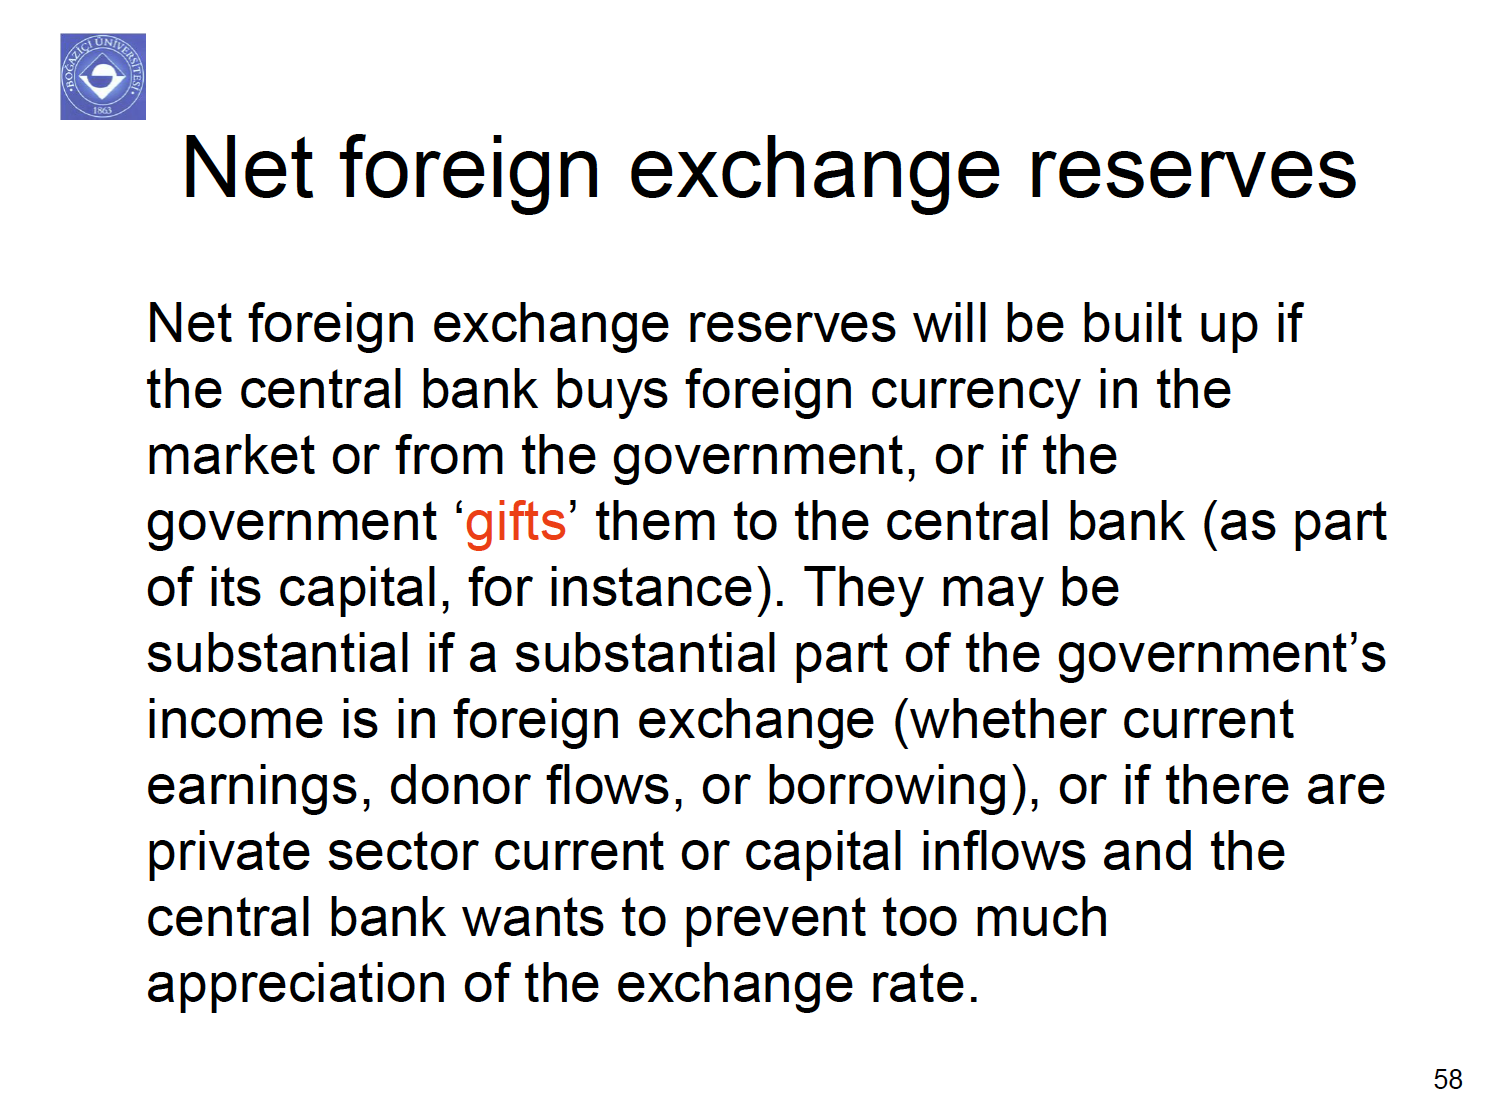 BOĞAZİÇİ ÜNİVERSİTESİ
1863
Net foreign exchange reserves
Net foreign exchange reserves will be built up if
the central bank buys foreign currency in the
market or from the government, or if the
government ‘gifts’ them to the central bank (as part
of its capital, for instance). They may be
substantial if a substantial part of the government’s
income is in foreign exchange (whether current
earnings, donor flows, or borrowing), or if there are
private sector current or capital inflows and the
central bank wants to prevent too much
appreciation of the exchange rate.
58